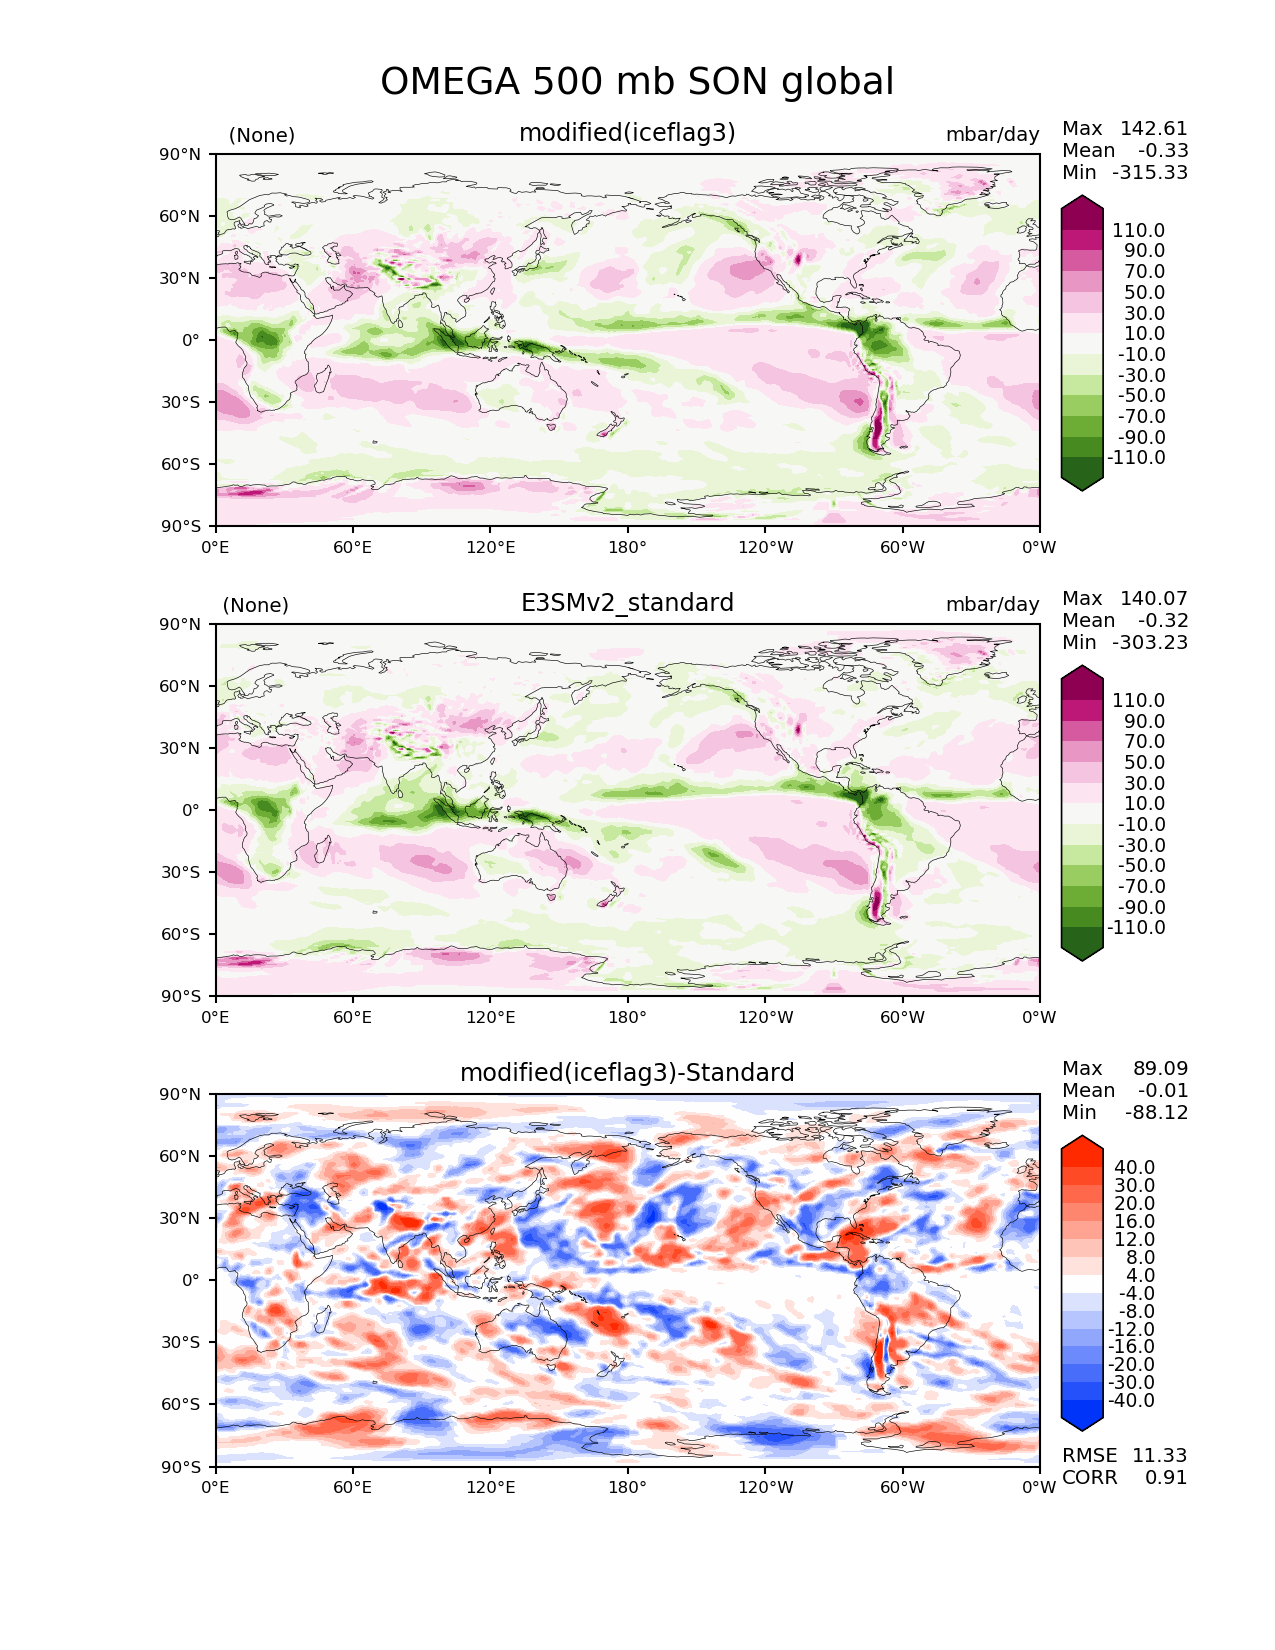 OMEGA 500 mb SON global
(None) modified(iceflag3) mbar/day
Max 142.61
Mean -0.33
Min -315.33
90°N
60°N
30°N
0°
30°S
60°S
90°S
0°E 60°E 120°E 180° 120°W 60°W 0°W
110.0
90.0
70.0
50.0
30.0
10.0
-10.0
-30.0
-50.0
-70.0
-90.0
-110.0
(None) E3SMv2_standard mbar/day
Max 140.07
Mean -0.32
Min -303.23
90°N
60°N
30°N
0°
30°S
60°S
90°S
0°E 60°E 120°E 180° 120°W 60°W 0°W
110.0
90.0
70.0
50.0
30.0
10.0
-10.0
-30.0
-50.0
-70.0
-90.0
-110.0
modified(iceflag3)-Standard
Max 89.09
Mean -0.01
Min -88.12
90°N
60°N
30°N
0°
30°S
60°S
90°S
0°E 60°E 120°E 180° 120°W 60°W 0°W
40.0
30.0
20.0
16.0
12.0
8.0
4.0
-4.0
-8.0
-12.0
-16.0
-20.0
-30.0
-40.0
RMSE 11.33
CORR 0.91